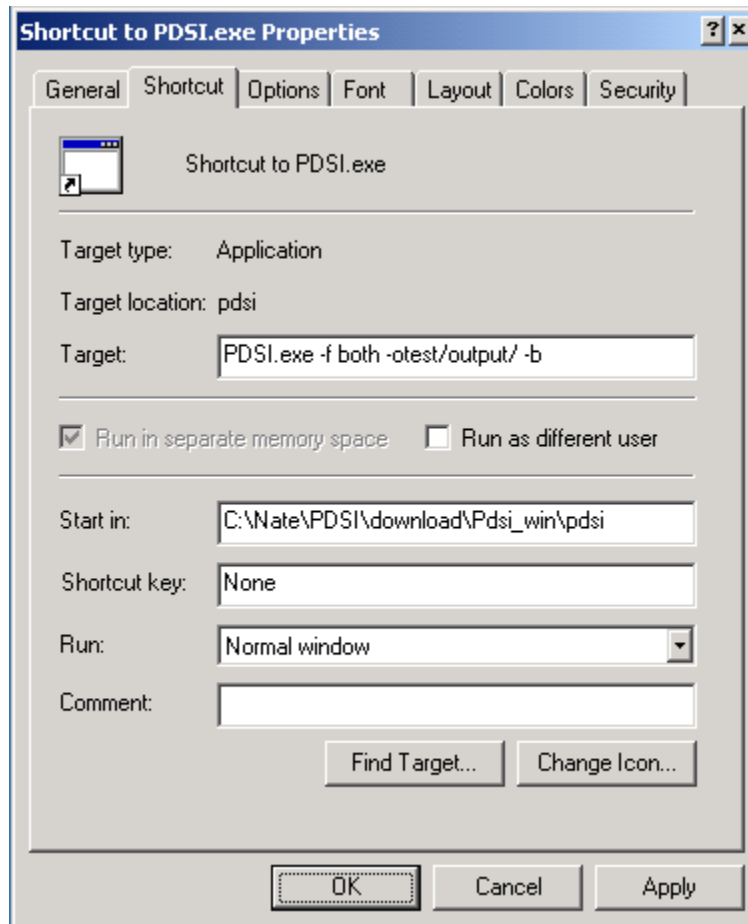 Shortcut to PDSI.exe Properties
? ×
General Shortcut Options Font Layout Colors Security
Shortcut to PDSI.exe
Target type: Application
Target location: pdsi
Target: PDSI.exe -f both -otest/output/ -b
Run in separate memory space Run as different user
Start in: C:\Nate\PDSI\download\Pdsi_win\pdsi
Shortcut key: None
Run: Normal window
Comment:
Find Target... Change Icon...
OK Cancel Apply